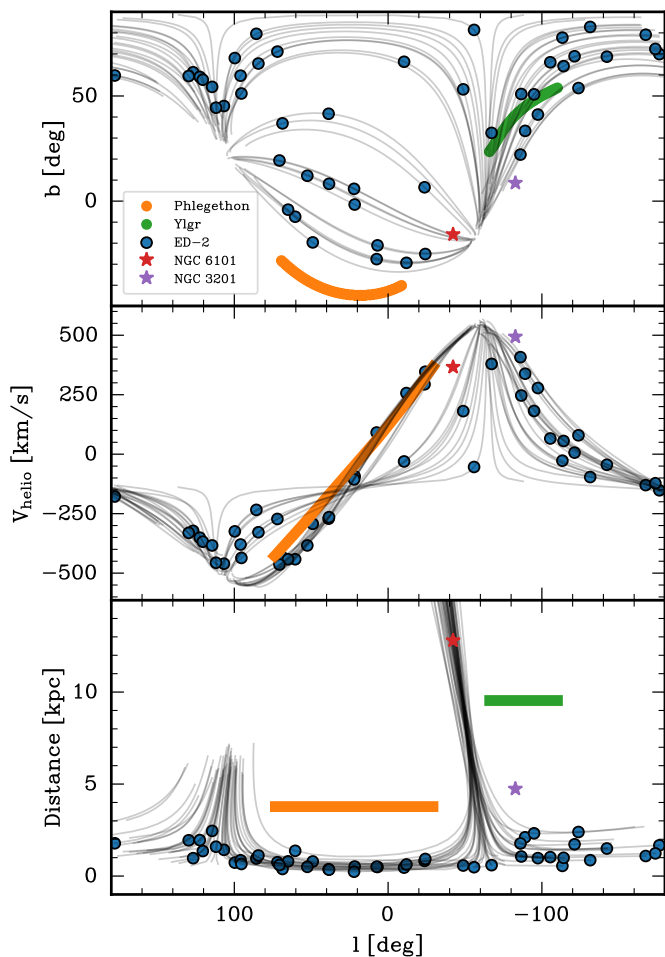 50
0
b [deg]
Phlegethon
Ylgr
ED−2
NGC 6101
NGC 3201
500
250
0
−250
−500
V_helio [km/s]
10
5
0
Distance [kpc]
100
0
−100
l [deg]